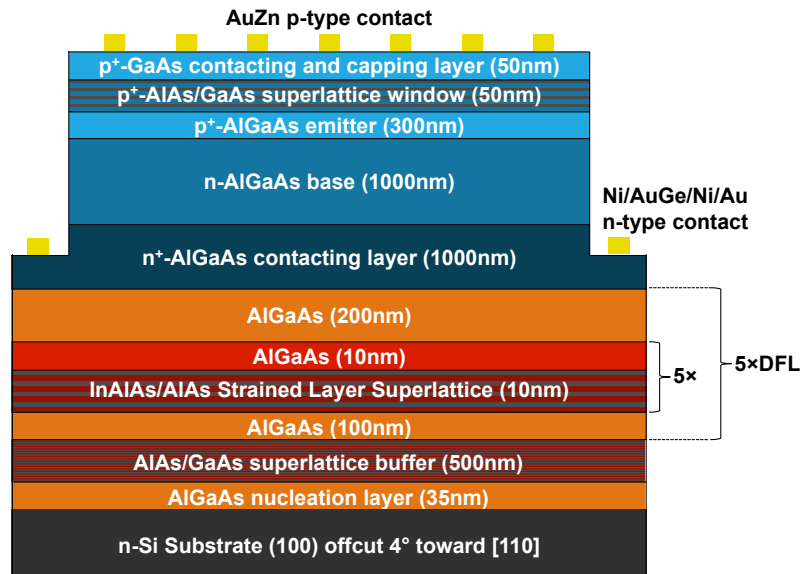 AuZn p-type contact
p⁺-GaAs contacting and capping layer (50nm)
p⁺-AlAs/GaAs superlattice window (50nm)
p⁺-AlGaAs emitter (300nm)
n-AlGaAs base (1000nm)
Ni/AuGe/Ni/Au
n-type contact
n⁺-AlGaAs contacting layer (1000nm)
AlGaAs (200nm)
AlGaAs (10nm)
InAlAs/AlAs Strained Layer Superlattice (10nm)
5×
5×DFL
AlGaAs (100nm)
AlAs/GaAs superlattice buffer (500nm)
AlGaAs nucleation layer (35nm)
n-Si Substrate (100) offcut 4° toward [110]